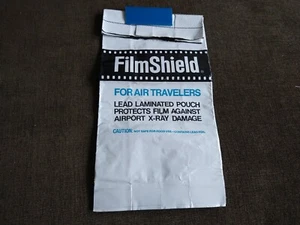 FilmShield
FOR AIR TRAVELERS
LEAD LAMINATED POUCH
PROTECTS FILM AGAINST
AIRPORT X-RAY DAMAGE
CAUTION: